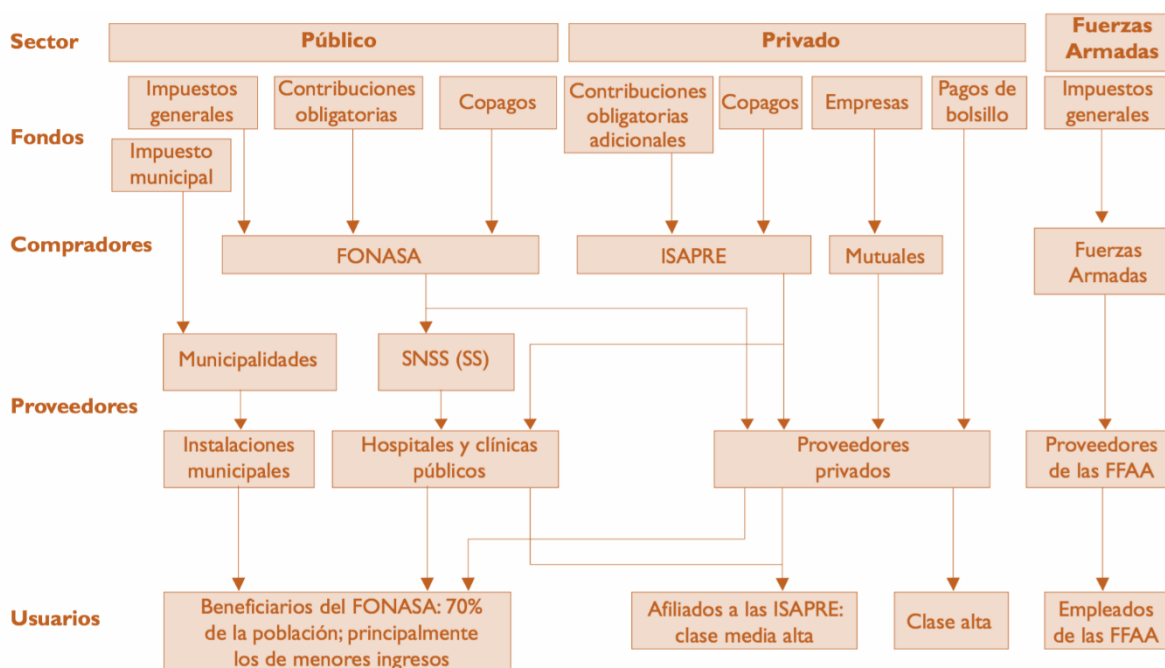 Sector
Público
Privado
Fuerzas
Armadas
Fondos
Impuestos
generales
Contribuciones
obligatorias
Copagos
Contribuciones
obligatorias
adicionales
Copagos
Empresas
Pagos de
bolsillo
Impuestos
generales
Impuesto
municipal
Compradores
FONASA
ISAPRE
Mutuales
Fuerzas
Armadas
Proveedores
Municipalidades
SNSS (SS)
Instalaciones
municipales
Hospitales y clínicas
públicos
Proveedores
privados
Proveedores
de las FFAA
Usuarios
Beneficiarios del FONASA: 70%
de la población; principalmente
los de menores ingresos
Afiliados a las ISAPRE:
clase media alta
Clase alta
Empleados
de las FFAA